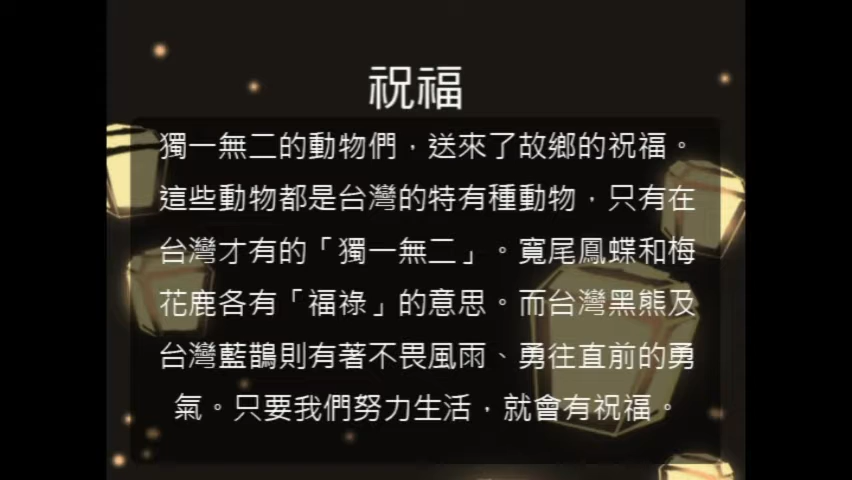 祝福
獨一無二的動物們，送來了故鄉的祝福。
這些動物都是台灣的特有種動物，只有在
台灣才有的「獨一無二」。寬尾鳳蝶和梅
花鹿各有「福祿」的意思。而台灣黑熊及
台灣藍鵲則有著不畏風雨、勇往直前的勇
氣。只要我們努力生活，就會有祝福。